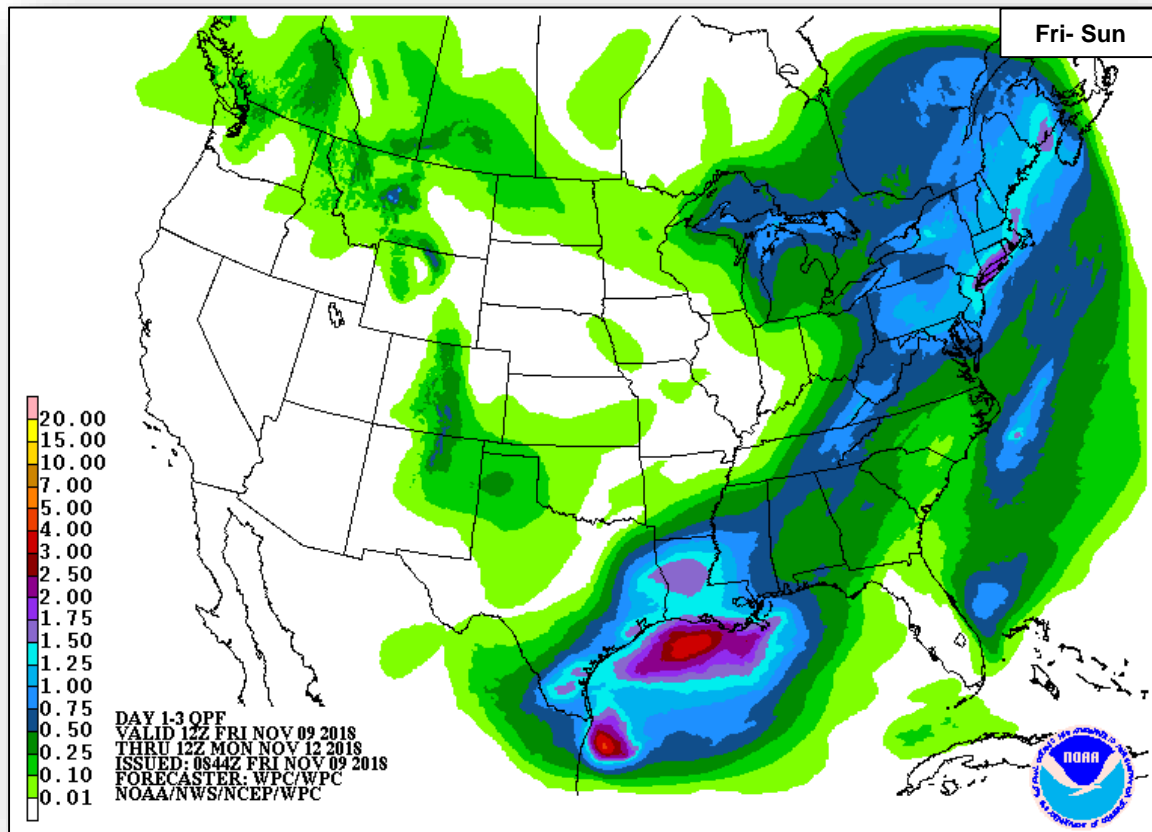 Fri- Sun
20.00
15.00
10.00
7.00
5.00
4.00
3.00
2.50
2.00
1.75
1.50
1.25
1.00
0.75
0.50
0.25
0.10
0.01
DAY 1-3 QPF
VALID 12Z FRI NOV 09 2018
THRU 12Z MON NOV 12 2018
ISSUED: 0844Z FRI NOV 09 2018
FORECASTER: WPC/WPC
NOAA/NWS/NCEP/WPC
NOAA